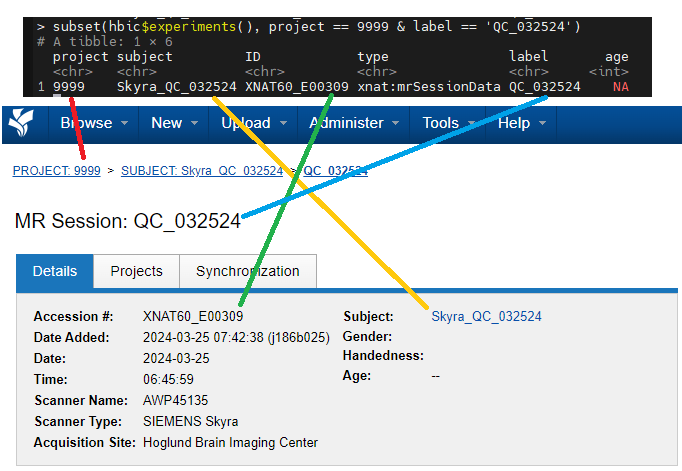 > subset(hbic$experiments(), project == 9999 & label == 'QC_032524')
# A tibble: 1 × 6
project subject ID type label age
<chr> <chr> <chr> <chr> <chr> <int>
1 9999 Skyra_QC_032524 XNAT60_E00309 xnat:mrSessionData QC_032524 NA
Browse New Upload Administer Tools Help
PROJECT: 9999 > SUBJECT: Skyra_QC_032524 > QC_032524
MR Session: QC_032524
Details Projects Synchronization
Accession #: XNAT60_E00309 Subject: Skyra_QC_032524
Date Added: 2024-03-25 07:42:38 (j186b025) Gender:
Date: 2024-03-25 Handedness:
Time: 06:45:59 Age: --
Scanner Name: AWP45135
Scanner Type: SIEMENS Skyra
Acquisition Site: Hoglund Brain Imaging Center